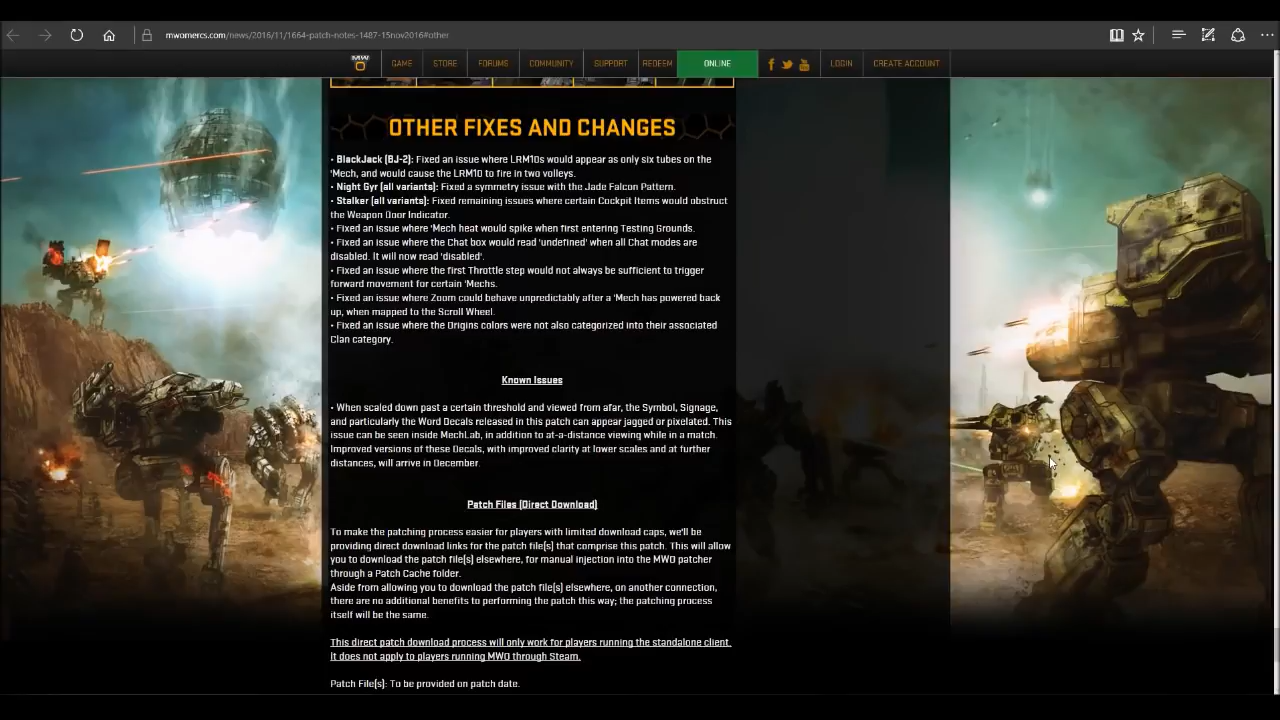 mwomercs.com/news/2016/11/1664-patch-notes-1487-15nov2016#other
MW
GAME STORE FORUMS COMMUNITY SUPPORT REDEEM ONLINE LOGIN CREATE ACCOUNT
OTHER FIXES AND CHANGES
• BlackJack (BJ-2): Fixed an issue where LRM10s would appear as only six tubes on the
'Mech, and would cause the LRM10 to fire in two volleys.
• Night Gyr (all variants): Fixed a symmetry issue with the Jade Falcon Pattern.
• Stalker (all variants): Fixed remaining issues where certain Cockpit Items would obstruct
the Weapon Door Indicator.
• Fixed an issue where 'Mech heat would spike when first entering Testing Grounds.
• Fixed an issue where the Chat box would read 'undefined' when all Chat modes are
disabled. It will now read 'disabled'.
• Fixed an issue where the first Throttle step would not always be sufficient to trigger
forward movement for certain 'Mechs.
• Fixed an issue where Zoom could behave unpredictably after a 'Mech has powered back
up, when mapped to the Scroll Wheel.
• Fixed an issue where the Origins colors were not also categorized into their associated
Clan category.
Known Issues
• When scaled down past a certain threshold and viewed from afar, the Symbol, Signage,
and particularly the Word Decals released in this patch can appear jagged or pixelated. This
issue can be seen inside MechLab, in addition to at-a-distance viewing while in a match.
Improved versions of these Decals, with improved clarity at lower scales and at further
distances, will arrive in December.
Patch Files (Direct Download)
To make the patching process easier for players with limited download caps, we'll be
providing direct download links for the patch file(s) that comprise this patch. This will allow
you to download the patch file(s) elsewhere, for manual injection into the MWO patcher
through a Patch Cache folder.
Aside from allowing you to download the patch file(s) elsewhere, on another connection,
there are no additional benefits to performing the patch this way; the patching process
itself will be the same.
This direct patch download process will only work for players running the standalone client.
It does not apply to players running MWO through Steam.
Patch File(s): To be provided on patch date.